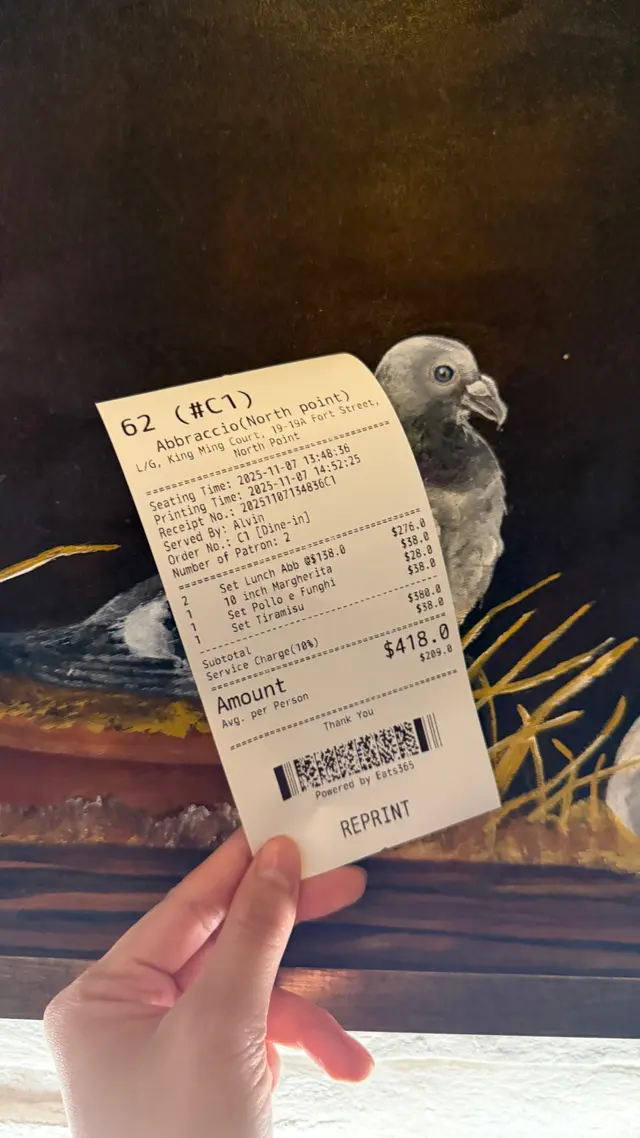 62 (#C1)
Abbraccio(North point)
L/G, King Ming Court, 19-19A Fort Street,
North Point
Seating Time: 2025-11-07 13:48:36
Printing Time: 2025-11-07 14:52:25
Receipt No.: 20251107134836C1
Served By: Alvin
Order No.: C1 [Dine-in]
Number of Patron: 2
2 Set Lunch Abb @$138.0 $276.0
1 10 inch Margherita $38.0
1 Set Pollo e Funghi $28.0
1 Set Tiramisu $38.0
Subtotal $380.0
Service Charge(10%) $38.0
Amount $418.0
Avg. per Person $209.0
Thank You
Powered by Eats365
REPRINT